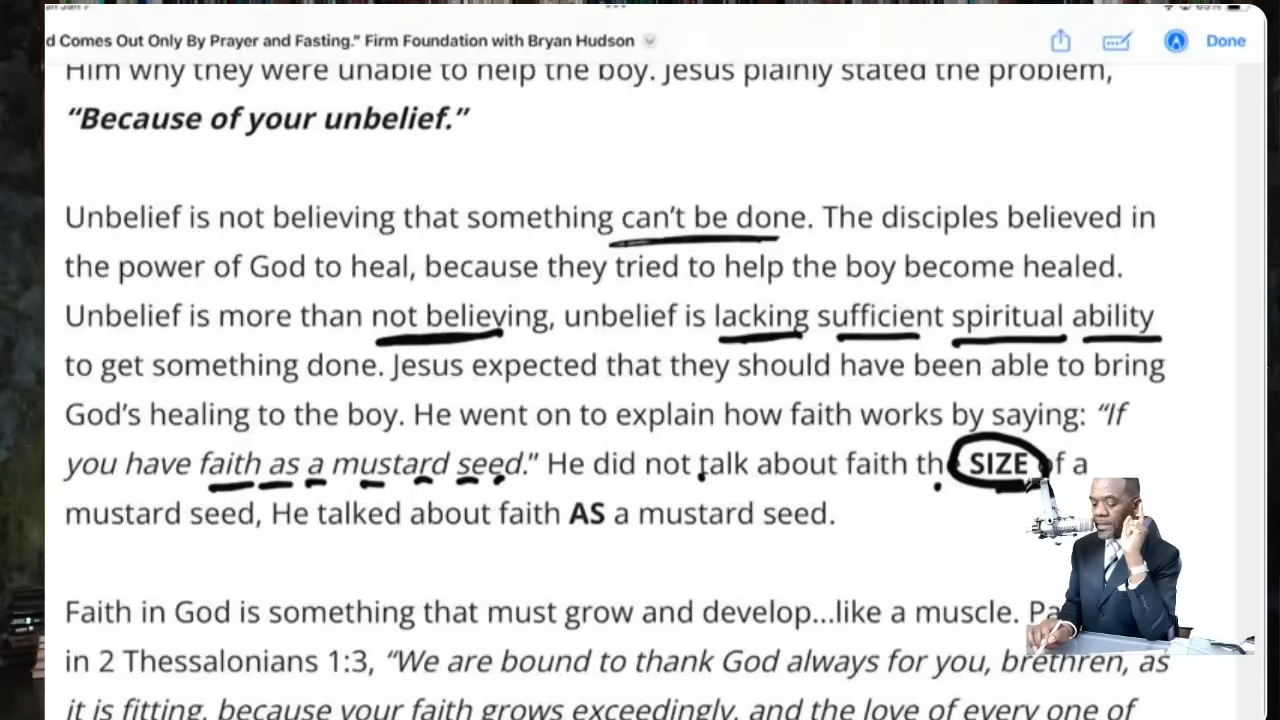 d Comes Out Only By Prayer and Fasting." Firm Foundation with Bryan Hudson
Done
Him why they were unable to help the boy. Jesus plainly stated the problem,
“Because of your unbelief.”
Unbelief is not believing that something can’t be done. The disciples believed in
the power of God to heal, because they tried to help the boy become healed.
Unbelief is more than not believing, unbelief is lacking sufficient spiritual ability
to get something done. Jesus expected that they should have been able to bring
God’s healing to the boy. He went on to explain how faith works by saying: “If
you have faith as a mustard seed.” He did not talk about faith the SIZE of a
mustard seed, He talked about faith AS a mustard seed.
Faith in God is something that must grow and develop...like a muscle.
in 2 Thessalonians 1:3, “We are bound to thank God always for you, brethren, as
it is fitting, because your faith grows exceedingly, and the love of every one of